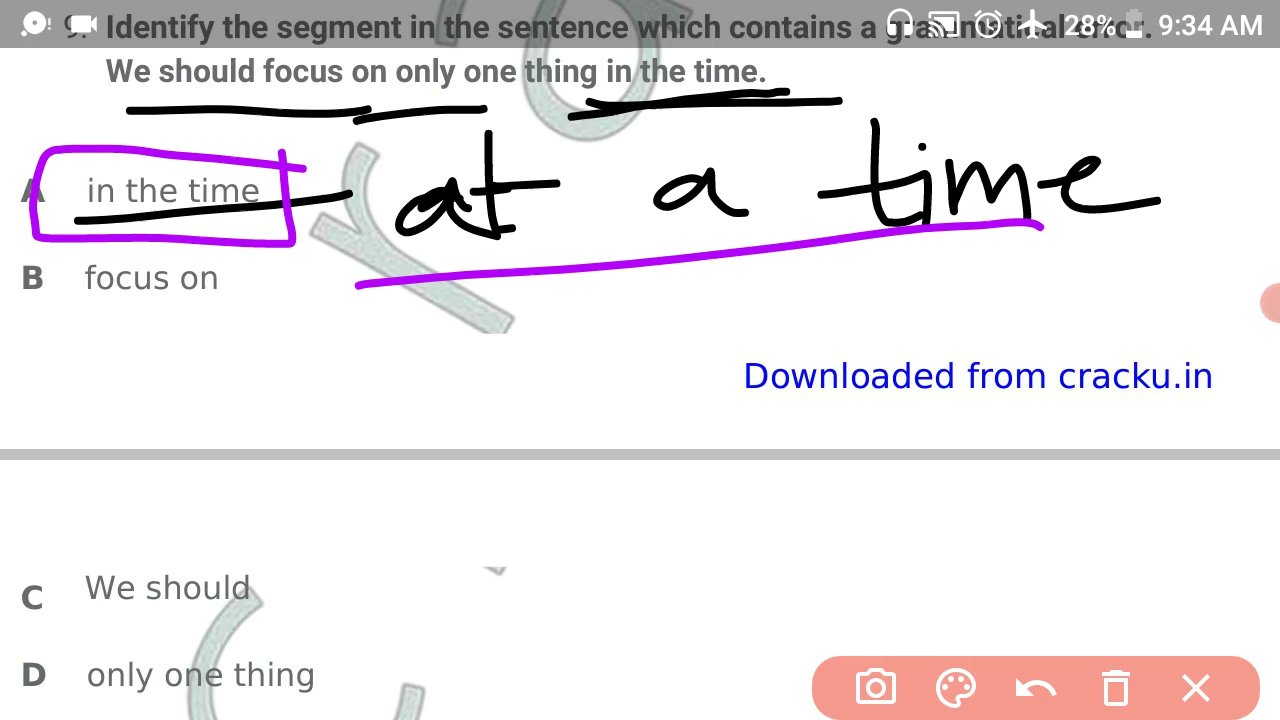 9. Identify the segment in the sentence which contains a grammatical error.
28% 9:34 AM
We should focus on only one thing in the time.
A in the time
at a time
B focus on
Downloaded from cracku.in
C We should
D only one thing